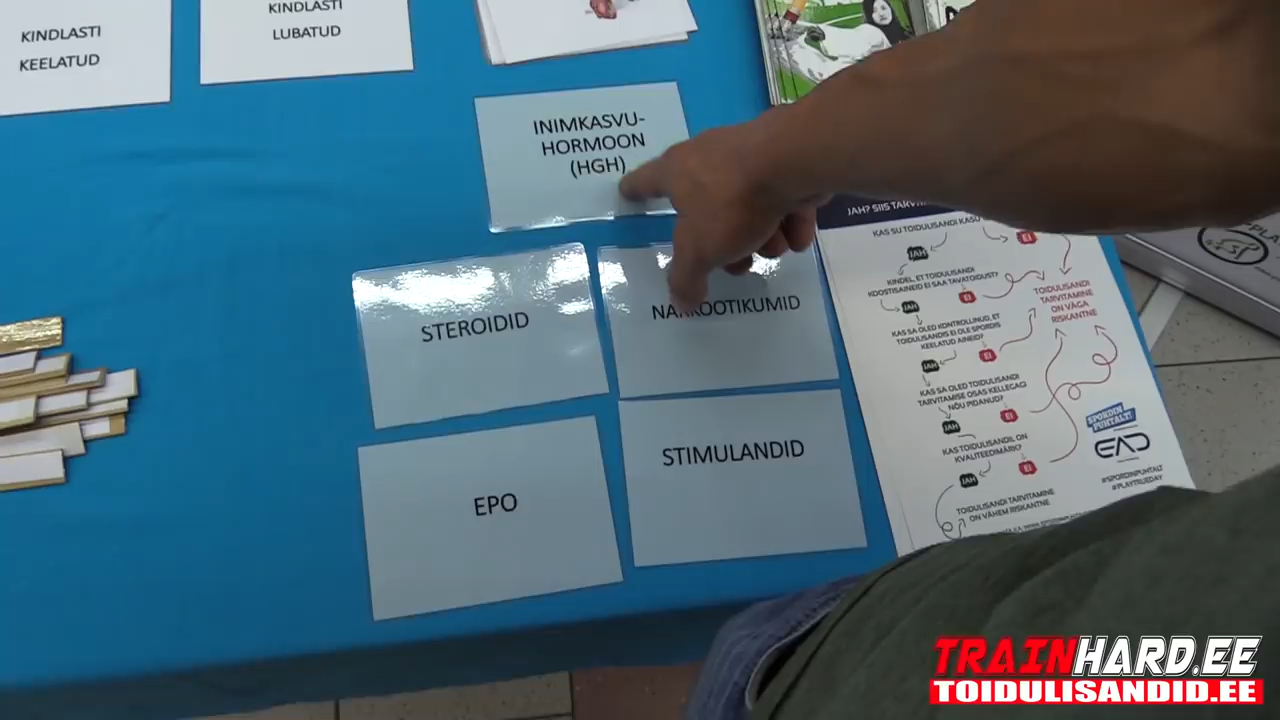 KINDLASTI
KEELATUD
KINDLASTI
LUBATUD
INIMKASVU-
HORMOON
(HGH)
STEROIDID
NARKOOTIKUMID
EPO
STIMULANDID
JAH? SIIS
KAS SU TOIDULISANDI
JAH
EI
KINDEL, ET TOIDULISANDI
KOOSTISAINEID EI SAA TAVATOIDUST?
JAH
EI
TOIDULISANDI
TARVITAMINE
ON VÄGA
RISKANTNE
KAS SA OLED KONTROLLINUD, ET
TOIDULISANDIS EI OLE SPORDIS
KEELATUD AINEID?
JAH
EI
KAS SA OLED TOIDULISANDI
TARVITAMISE OSAS KELLEGAGI
NÕU PIDANUD?
JAH
EI
KAS TOIDULISANDIL ON
KVALITEEDIMÄRK?
JAH
EI
TOIDULISANDI TARVITAMINE
ON VÄHEM RISKANTNE
SPORDIN
PUHTALT!
EAD
#SPORDINPUHTALT
#PLAYTRUEDAY
TRAINHARD.EE
TOIDULISANDID.EE